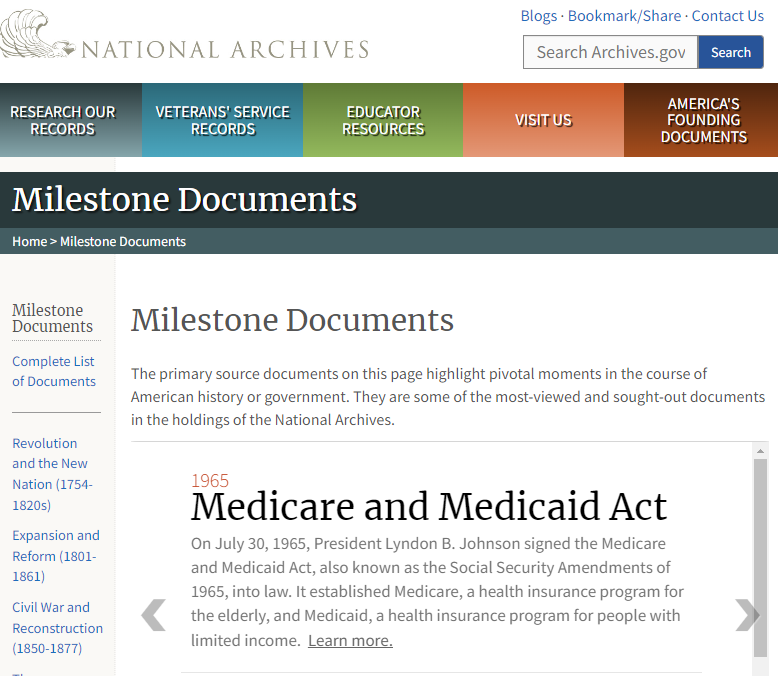 Blogs · Bookmark/Share · Contact Us
NATIONAL ARCHIVES
Search Archives.gov
Search
RESEARCH OUR
RECORDS
VETERANS' SERVICE
RECORDS
EDUCATOR
RESOURCES
VISIT US
AMERICA'S
FOUNDING
DOCUMENTS
Milestone Documents
Home > Milestone Documents
Milestone
Documents
Complete List
of Documents
Revolution
and the New
Nation (1754-
1820s)
Expansion and
Reform (1801-
1861)
Civil War and
Reconstruction
(1850-1877)
Milestone Documents
The primary source documents on this page highlight pivotal moments in the course of
American history or government. They are some of the most-viewed and sought-out documents
in the holdings of the National Archives.
1965
Medicare and Medicaid Act
On July 30, 1965, President Lyndon B. Johnson signed the Medicare
and Medicaid Act, also known as the Social Security Amendments of
1965, into law. It established Medicare, a health insurance program for
the elderly, and Medicaid, a health insurance program for people with
limited income. Learn more.